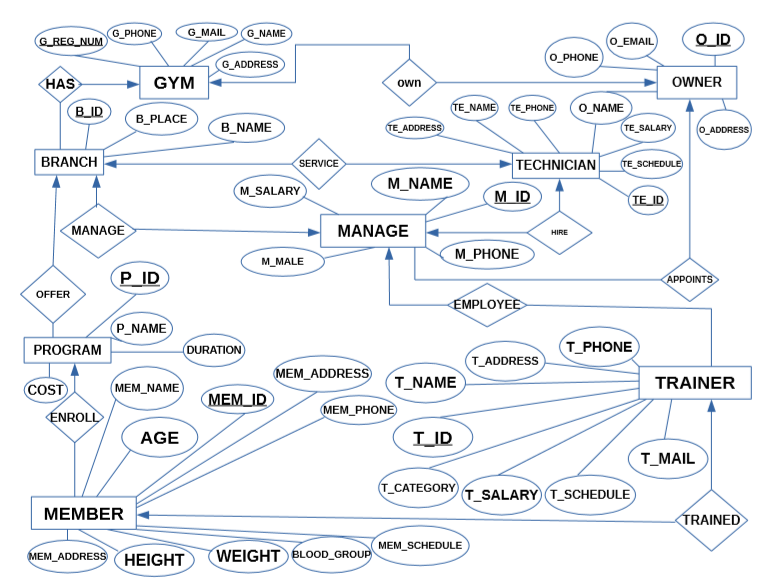 G_REG_NUM
G_PHONE
G_MAIL
G_NAME
G_ADDRESS
GYM
HAS
own
O_PHONE
O_EMAIL
O_ID
OWNER
O_NAME
O_ADDRESS
B_ID
B_PLACE
B_NAME
BRANCH
SERVICE
TE_ADDRESS
TE_NAME
TE_PHONE
TE_SALARY
TE_SCHEDULE
TE_ID
TECHNICIAN
M_SALARY
M_NAME
M_ID
MANAGE
MANAGE
HIRE
M_MALE
M_PHONE
APPOINTS
OFFER
P_ID
P_NAME
EMPLOYEE
PROGRAM
DURATION
COST
ENROLL
MEM_NAME
AGE
MEM_ID
MEM_ADDRESS
MEM_PHONE
T_NAME
T_ADDRESS
T_PHONE
TRAINER
T_ID
T_CATEGORY
T_SALARY
T_SCHEDULE
T_MAIL
MEMBER
TRAINED
MEM_ADDRESS
HEIGHT
WEIGHT
BLOOD_GROUP
MEM_SCHEDULE